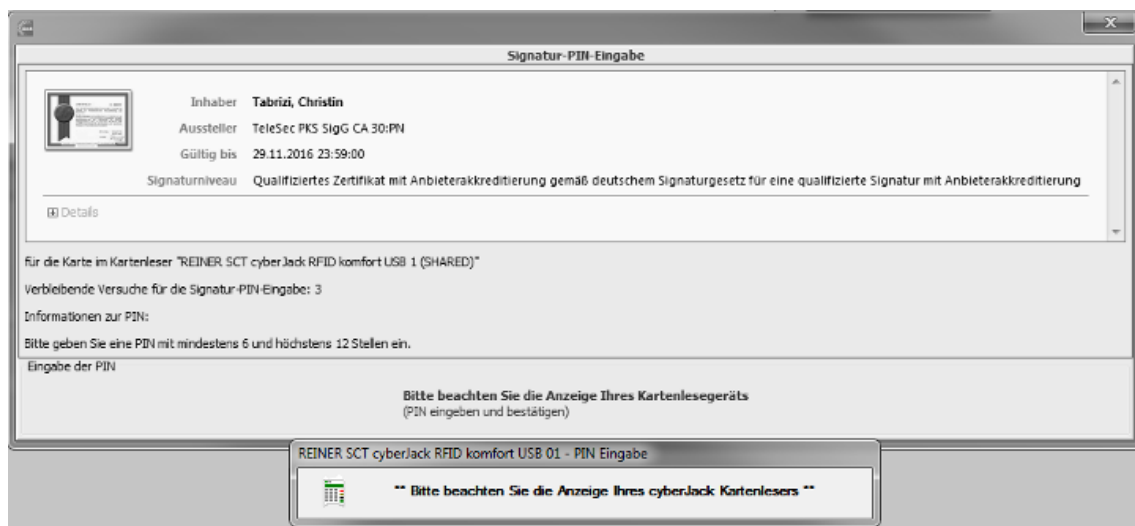 Signatur-PIN-Eingabe
Inhaber Tabrizi, Christin
Aussteller TeleSec PKS SigG CA 30:PN
Gültig bis 29.11.2016 23:59:00
Signaturniveau Qualifiziertes Zertifikat mit Anbieterakkreditierung gemäß deutschem Signaturgesetz für eine qualifizierte Signatur mit Anbieterakkreditierung
Details
für die Karte im Kartenleser "REINER SCT cyberJack RFID komfort USB 1 (SHARED)"
Verbleibende Versuche für die Signatur-PIN-Eingabe: 3
Informationen zur PIN:
Bitte geben Sie eine PIN mit mindestens 6 und höchstens 12 Stellen ein.
Eingabe der PIN
Bitte beachten Sie die Anzeige Ihres Kartenlesegeräts
(PIN eingeben und bestätigen)
REINER SCT cyberJack RFID komfort USB 01 - PIN Eingabe
** Bitte beachten Sie die Anzeige Ihres cyberJack Kartenlesers **